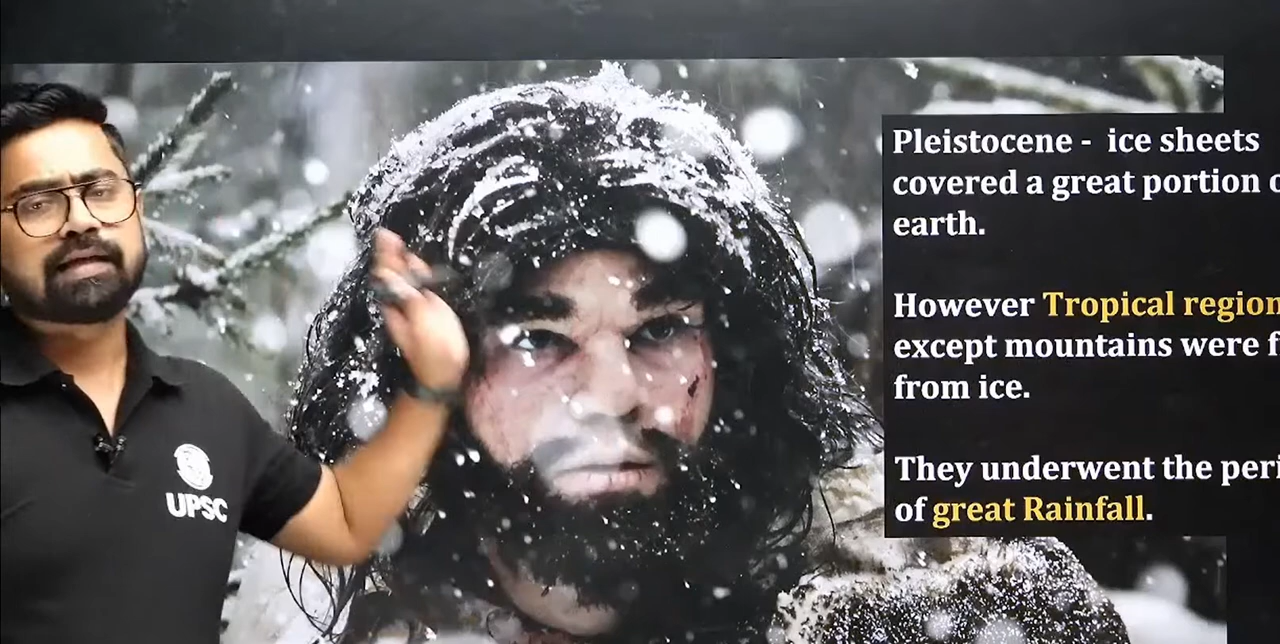 Pleistocene - ice sheets
covered a great portion
earth.
However Tropical region
except mountains were
from ice.
They underwent the
of great Rainfall.
UPSC